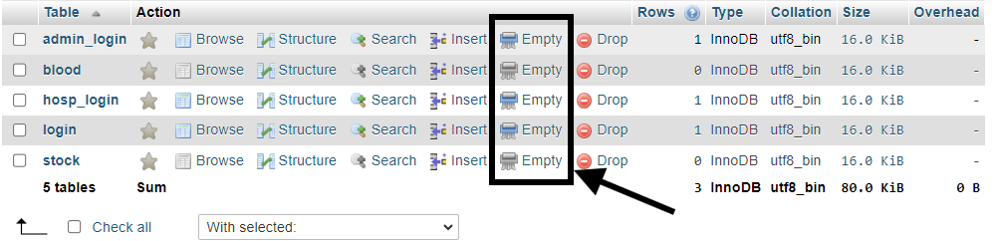 Table Action Rows Type Collation Size Overhead
admin_login Browse Structure Search Insert Empty Drop 1 InnoDB utf8_bin 16.0 KiB -
blood Browse Structure Search Insert Empty Drop 0 InnoDB utf8_bin 16.0 KiB -
hosp_login Browse Structure Search Insert Empty Drop 1 InnoDB utf8_bin 16.0 KiB -
login Browse Structure Search Insert Empty Drop 1 InnoDB utf8_bin 16.0 KiB -
stock Browse Structure Search Insert Empty Drop 0 InnoDB utf8_bin 16.0 KiB -
5 tables Sum 3 InnoDB utf8_bin 80.0 KiB 0 B
Check all With selected: